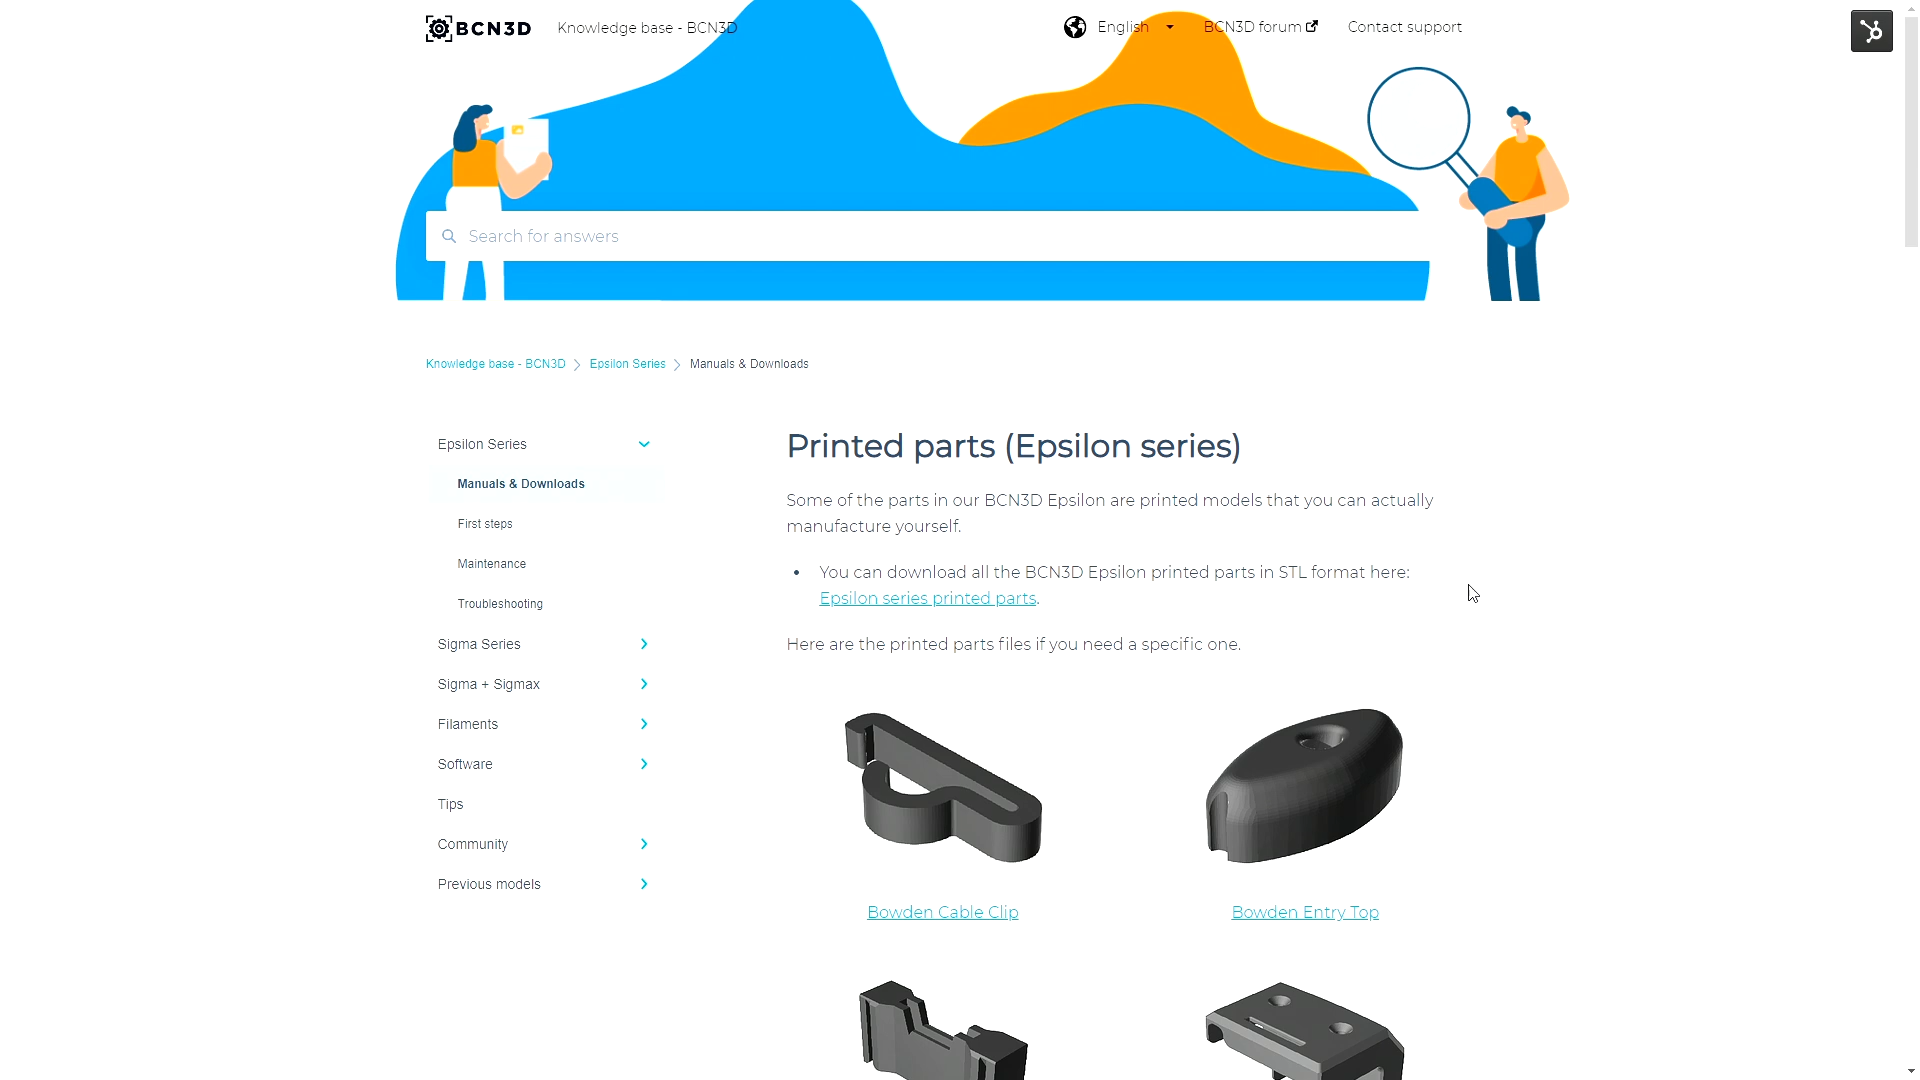 BCN3D
Knowledge base - BCN3D
English
BCN3D forum
Contact support
Search for answers
Knowledge base - BCN3D
Epsilon Series
Manuals & Downloads
Epsilon Series
Manuals & Downloads
First steps
Maintenance
Troubleshooting
Sigma Series
Sigma + Sigmax
Filaments
Software
Tips
Community
Previous models
Printed parts (Epsilon series)
Some of the parts in our BCN3D Epsilon are printed models that you can actually
manufacture yourself.
• You can download all the BCN3D Epsilon printed parts in STL format here:
Epsilon series printed parts.
Here are the printed parts files if you need a specific one.
Bowden Cable Clip
Bowden Entry Top